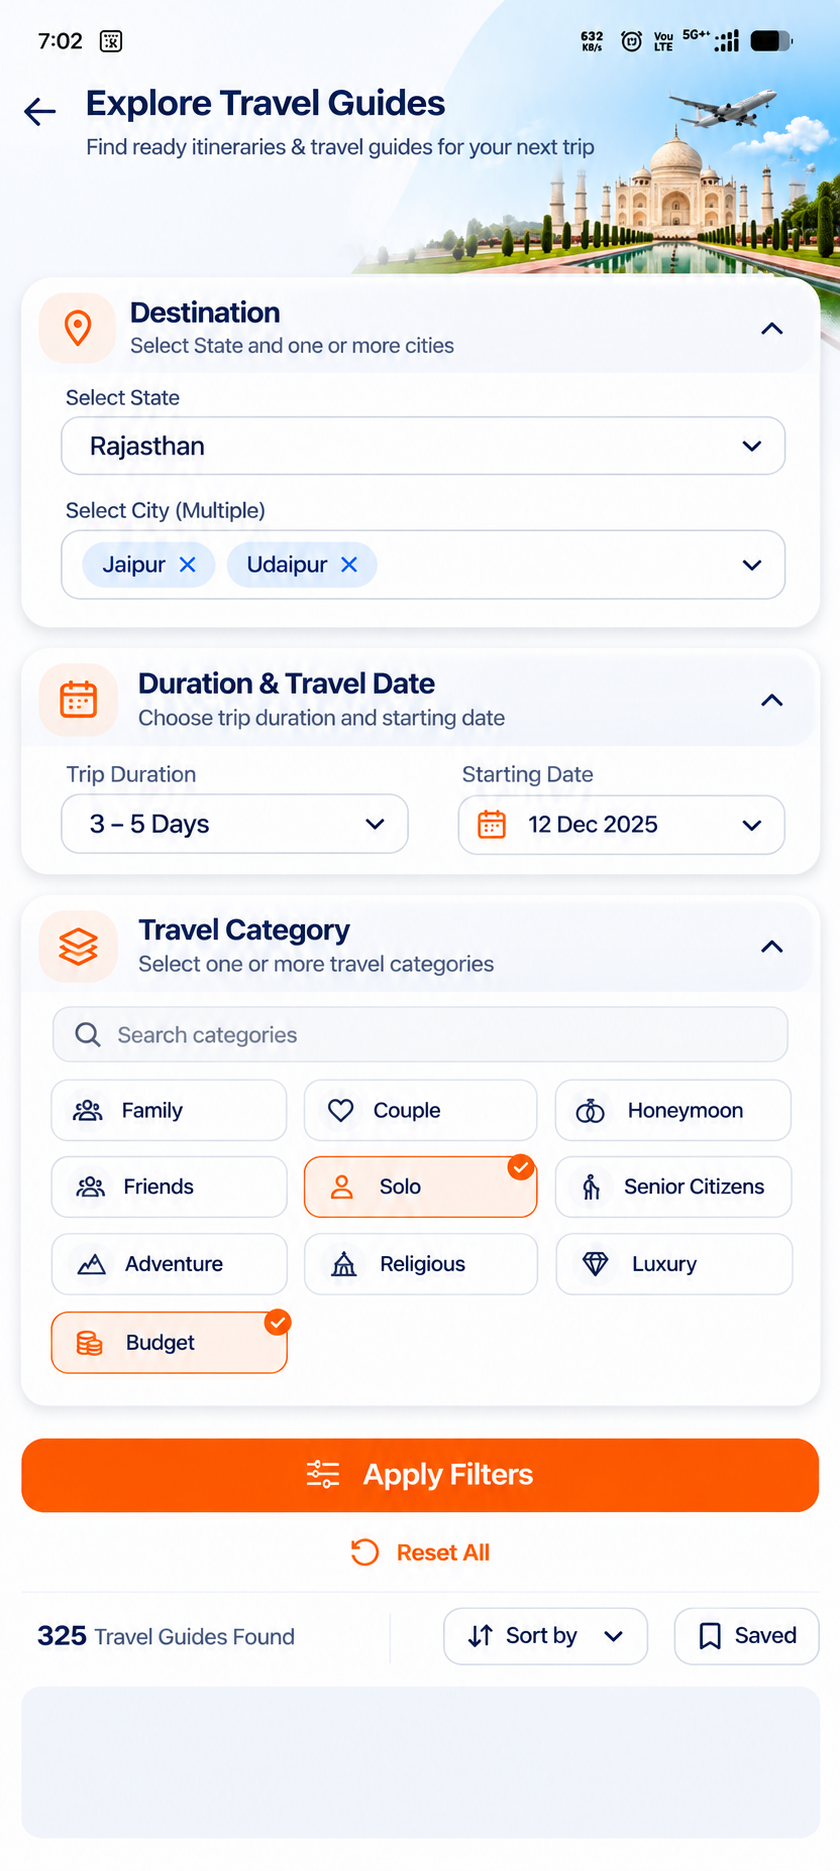 7:02
632 KB/s
Vou LTE
5G++
Explore Travel Guides
Find ready itineraries & travel guides for your next trip
Destination
Select State and one or more cities
Select State
Rajasthan
Select City (Multiple)
Jaipur Udaipur
Duration & Travel Date
Choose trip duration and starting date
Trip Duration Starting Date
3 – 5 Days 12 Dec 2025
Travel Category
Select one or more travel categories
Search categories
Family Couple Honeymoon
Friends Solo Senior Citizens
Adventure Religious Luxury
Budget
Apply Filters
Reset All
325 Travel Guides Found Sort by Saved